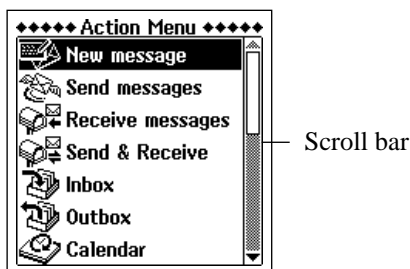 ◆◆◆◆◆ Action Menu ◆◆◆◆◆
New message
Send messages
Receive messages
Send & Receive
Inbox
Outbox
Calendar
Scroll bar